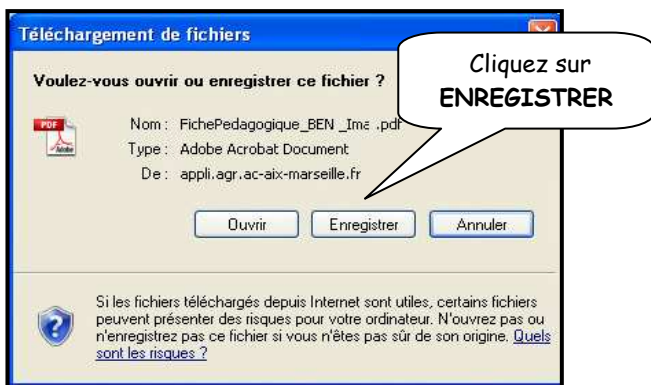 Téléchargement de fichiers
Cliquez sur
ENREGISTRER
Voulez-vous ouvrir ou enregistrer ce fichier ?
PDF
Adobe
Nom : FichePedagogique_BEN _Ima .pdf
Type : Adobe Acrobat Document
De : appli.agr.ac-aix-marseille.fr
Ouvrir Enregistrer Annuler
Si les fichiers téléchargés depuis Internet sont utiles, certains fichiers
peuvent présenter des risques pour votre ordinateur. N'ouvrez pas ou
n'enregistrez pas ce fichier si vous n'êtes pas sûr de son origine. Quels
sont les risques ?